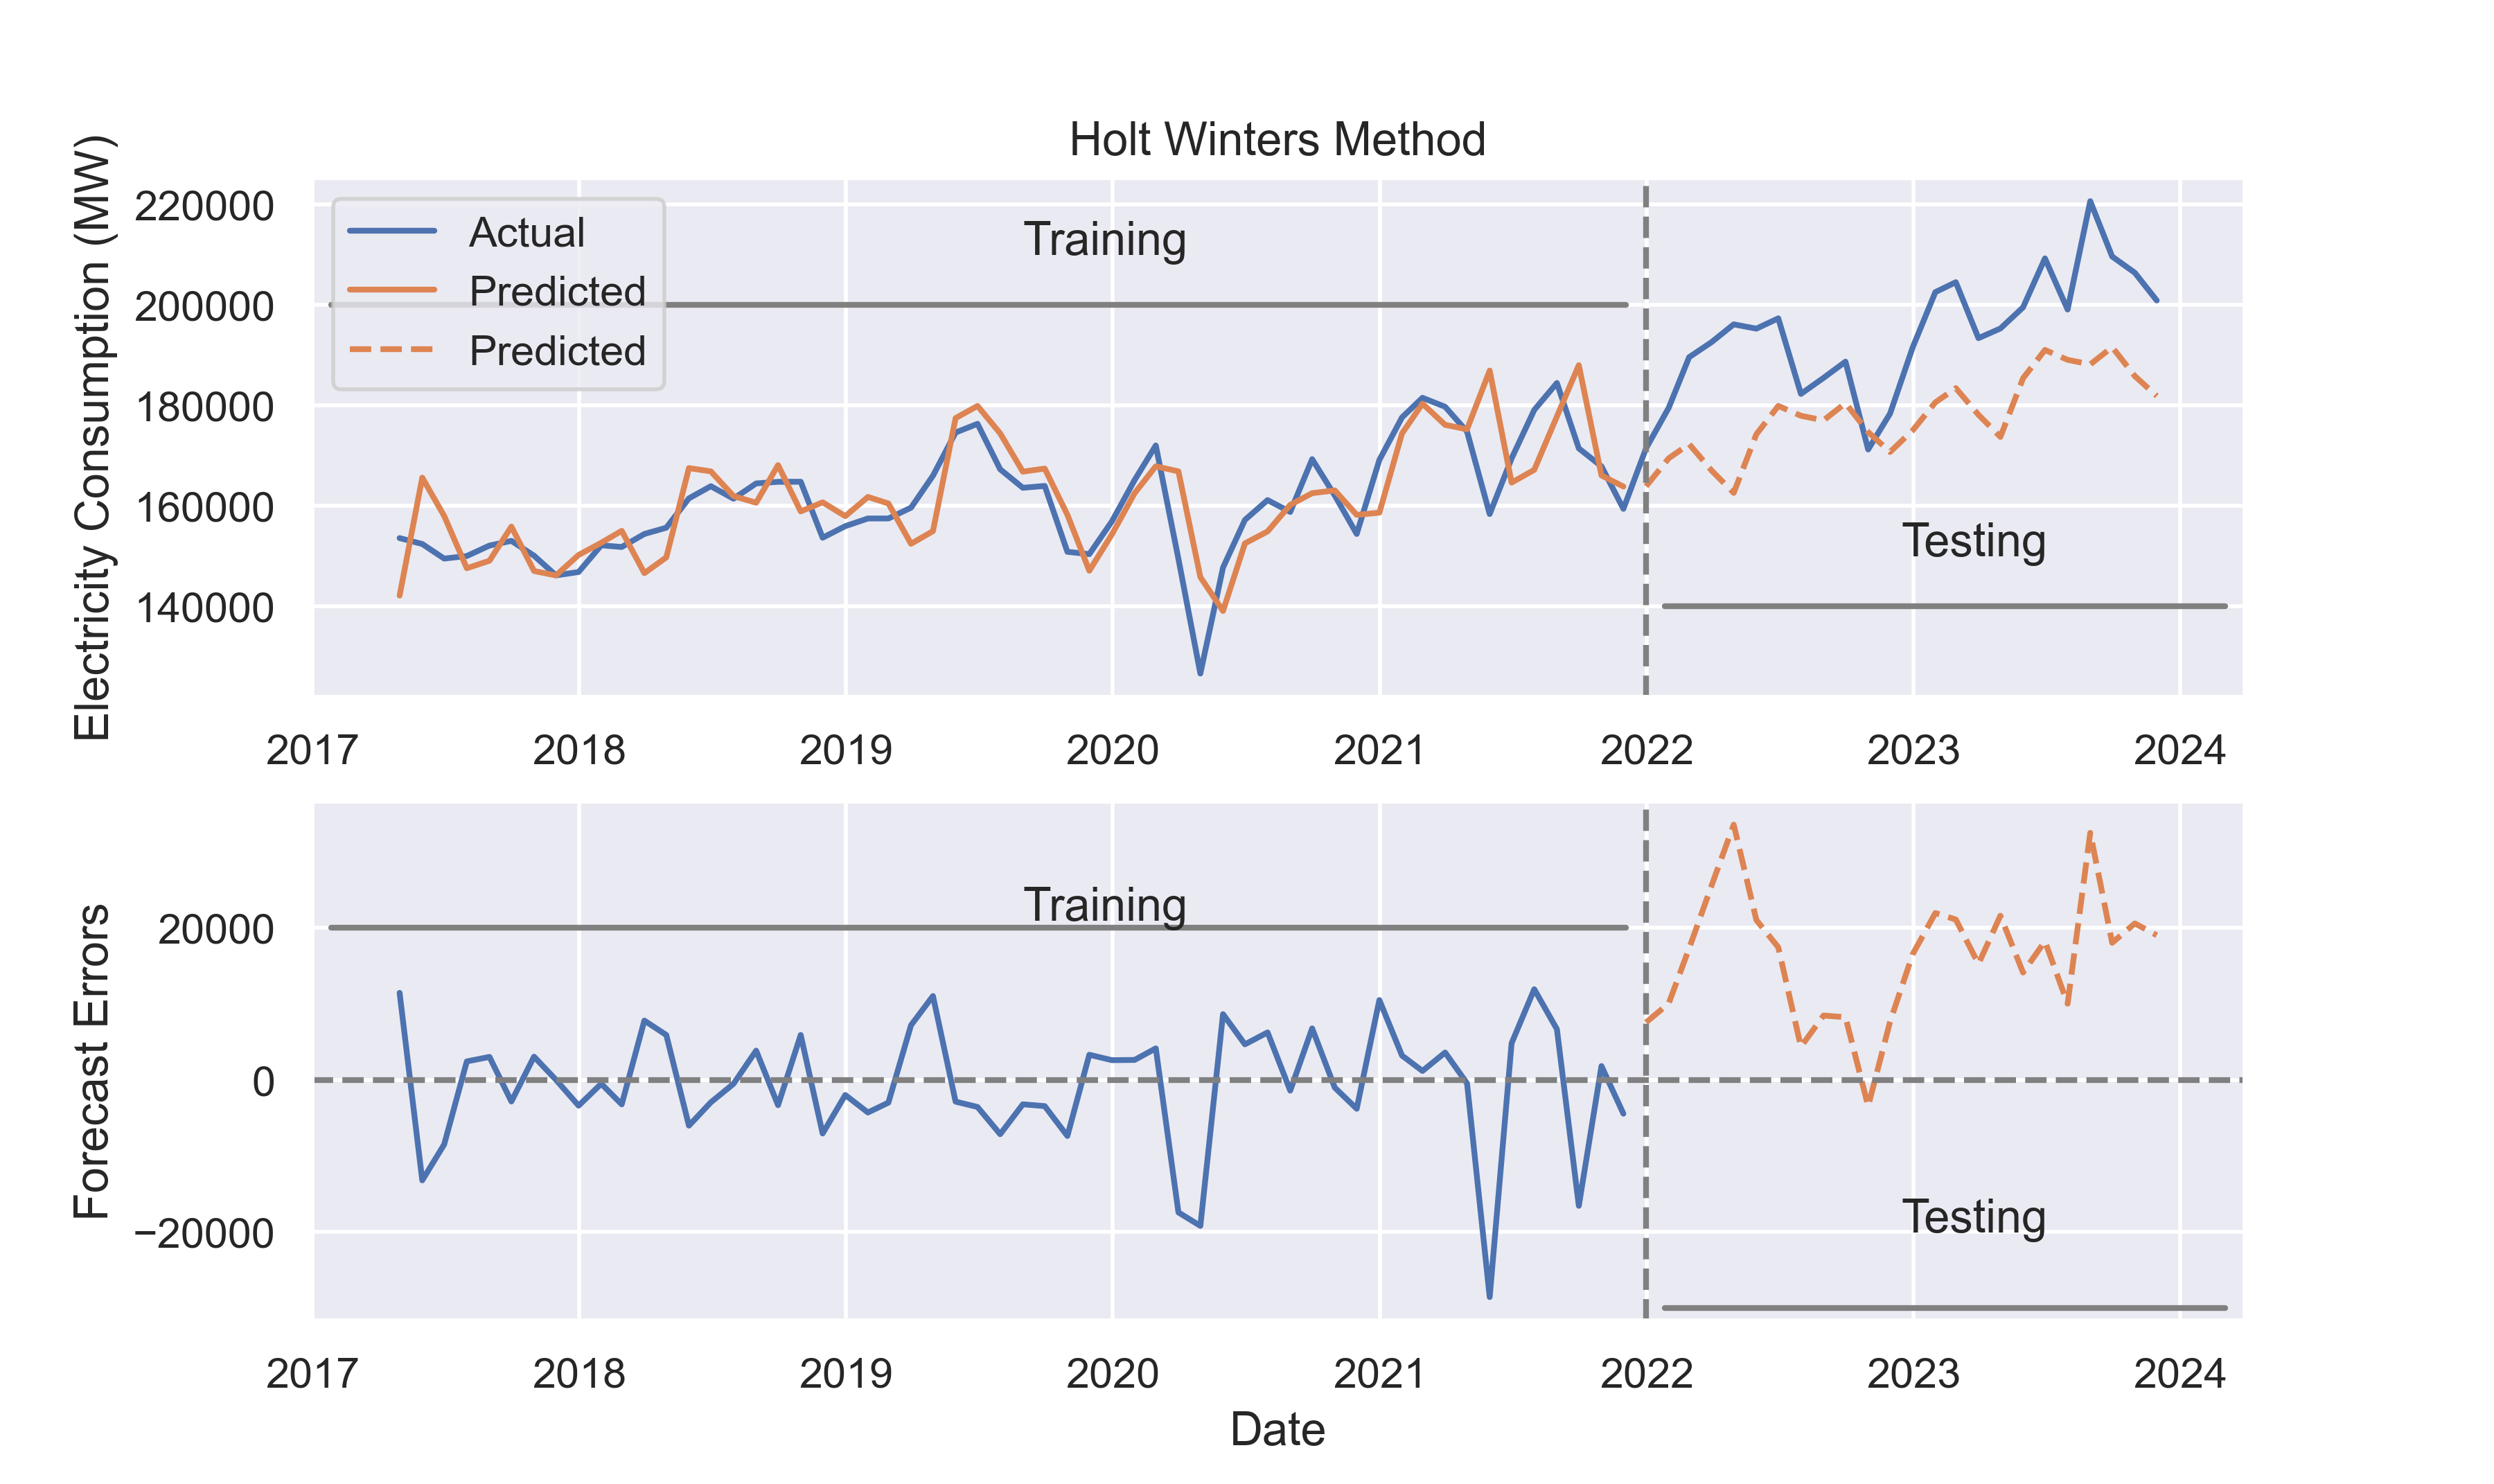 Holt Winters Method
Electricity Consumption (MW)
220000
200000
180000
160000
140000
Actual
Predicted
Predicted
Training
Testing
2017 2018 2019 2020 2021 2022 2023 2024
Forecast Errors
20000
0
−20000
Training
Testing
2017 2018 2019 2020 2021 2022 2023 2024
Date